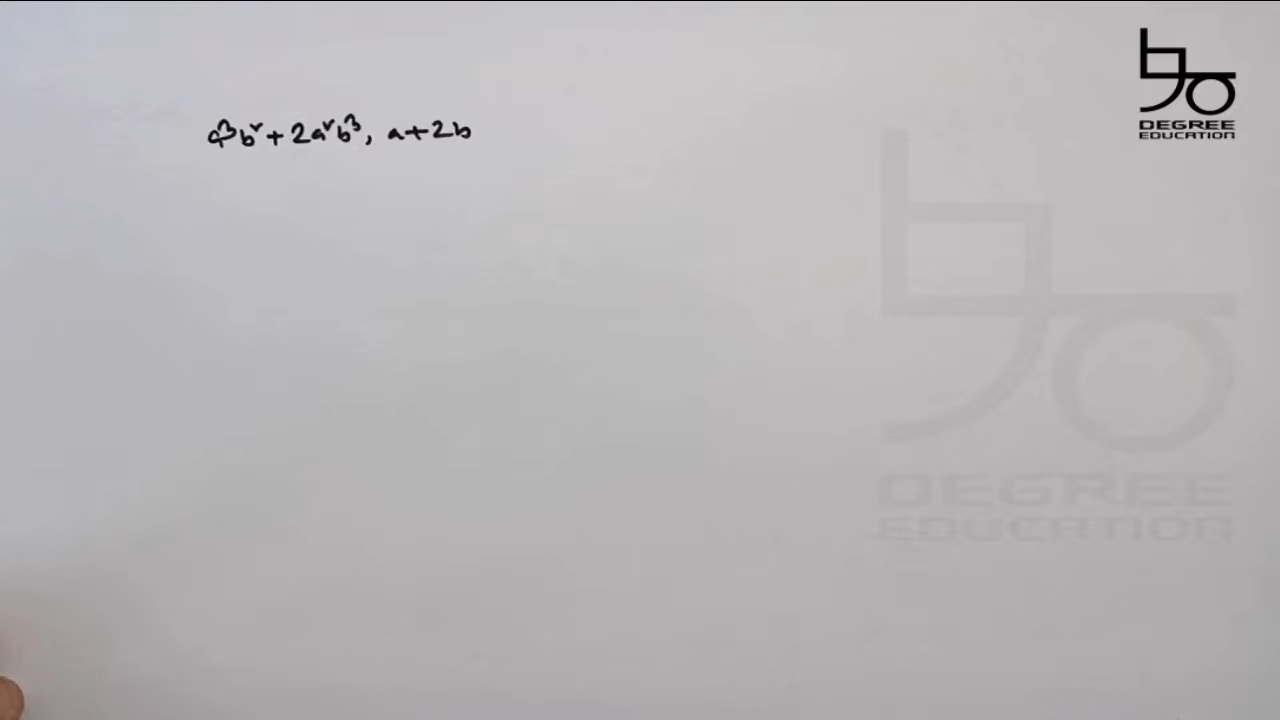 a³b² + 2a²b³, a+2b
DEGREE
EDUCATION
DEGREE
EDUCATION